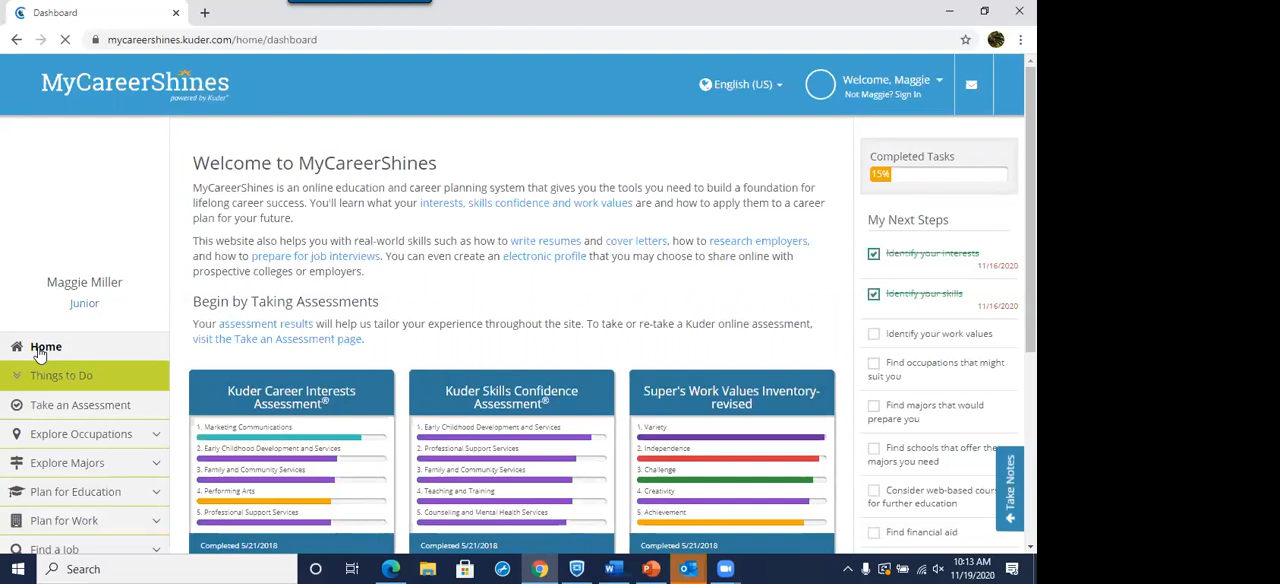 Dashboard
mycareershines.kuder.com/home/dashboard
MyCareerShines
powered by Kuder®
English (US)
Welcome, Maggie
Not Maggie? Sign In
Maggie Miller
Junior
Home
Things to Do
Take an Assessment
Explore Occupations
Explore Majors
Plan for Education
Plan for Work
Find a Job
Welcome to MyCareerShines
MyCareerShines is an online education and career planning system that gives you the tools you need to build a foundation for
lifelong career success. You'll learn what your interests, skills confidence and work values are and how to apply them to a career
plan for your future.
This website also helps you with real-world skills such as how to write resumes and cover letters, how to research employers,
and how to prepare for job interviews. You can even create an electronic profile that you may choose to share online with
prospective colleges or employers.
Begin by Taking Assessments
Your assessment results will help us tailor your experience throughout the site. To take or re-take a Kuder online assessment,
visit the Take an Assessment page.
Kuder Career Interests
Assessment®
1. Marketing Communications
2. Early Childhood Development and Services
3. Family and Community Services
4. Performing Arts
5. Professional Support Services
Completed 5/21/2018
Kuder Skills Confidence
Assessment®
1. Early Childhood Development and Services
2. Professional Support Services
3. Family and Community Services
4. Teaching and Training
5. Counseling and Mental Health Services
Completed 5/21/2018
Super's Work Values Inventory-
revised
1. Variety
2. Independence
3. Challenge
4. Creativity
5. Achievement
Completed 5/21/2018
Completed Tasks
15%
My Next Steps
Identify your interests
11/16/2020
Identify your skills
11/16/2020
Identify your work values
Find occupations that might
suit you
Find majors that would
prepare you
Find schools that offer the
majors you need
Consider web-based cour
for further education
Find financial aid
Take Notes
Search
10:13 AM
11/19/2020